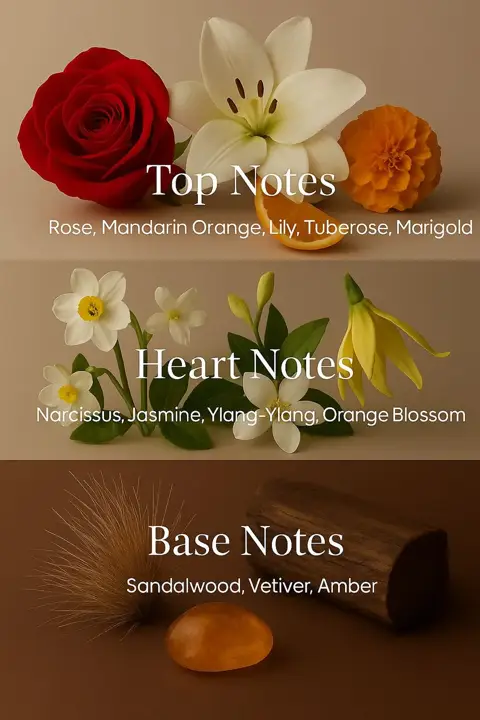 Top Notes
Rose, Mandarin Orange, Lily, Tuberose, Marigold
Heart Notes
Narcissus, Jasmine, Ylang-Ylang, Orange Blossom
Base Notes
Sandalwood, Vetiver, Amber